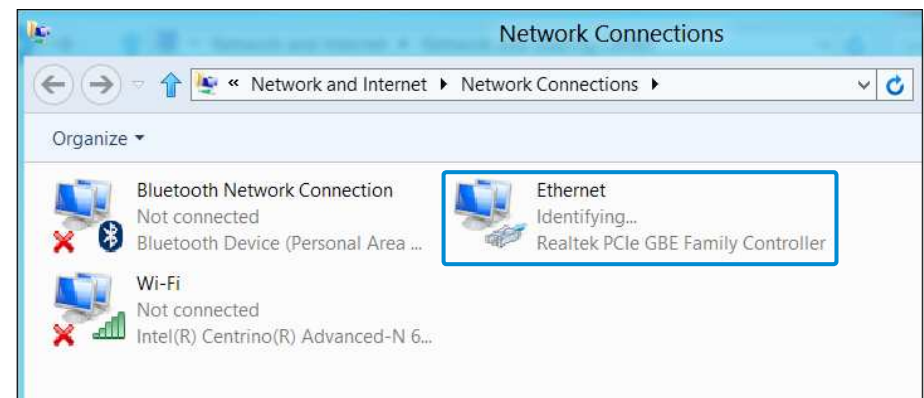 Network Connections
« Network and Internet Network Connections
Organize
Bluetooth Network Connection
Not connected
Bluetooth Device (Personal Area ...
Ethernet
Identifying...
Realtek PCIe GBE Family Controller
Wi-Fi
Not connected
Intel(R) Centrino(R) Advanced-N 6...